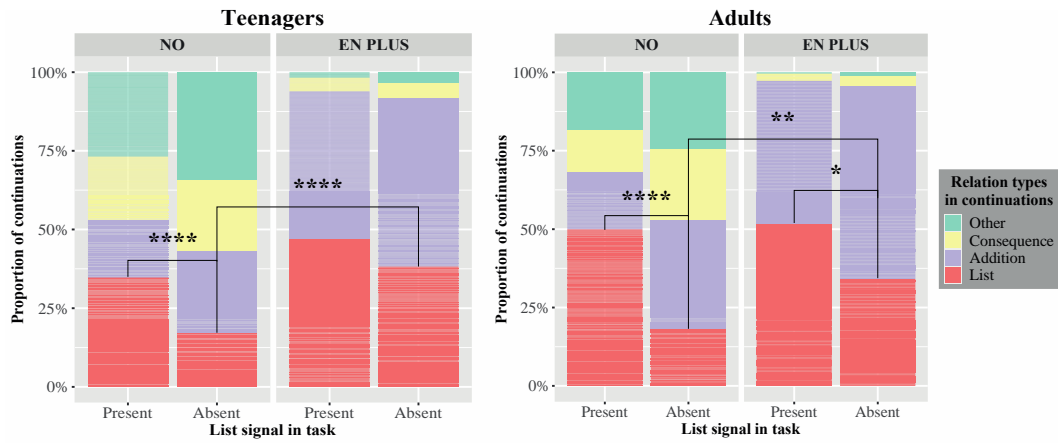 Teenagers
NO
EN PLUS
Proportion of continuations
100%
75%
50%
25%
0%
****
****
Present
Absent
Present
Absent
List signal in task
Adults
NO
EN PLUS
Proportion of continuations
100%
75%
50%
25%
0%
****
**
*
Present
Absent
Present
Absent
List signal in task
Relation types
in continuations
Other
Consequence
Addition
List